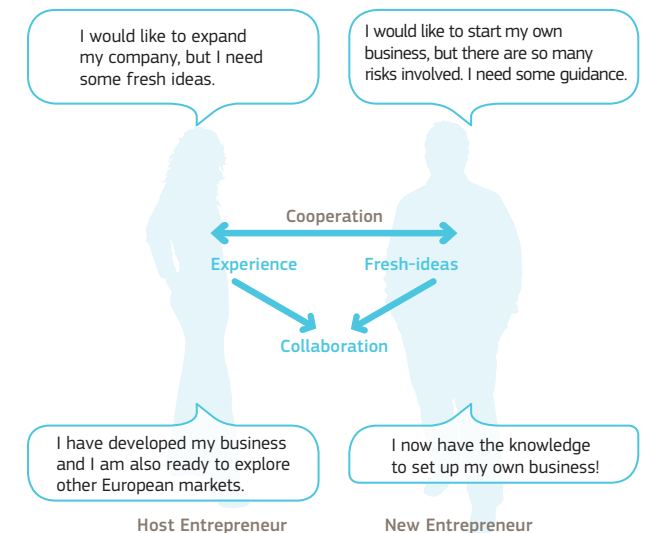 I would like to expand
my company, but I need
some fresh ideas.
I would like to start my own
business, but there are so many
risks involved. I need some guidance.
Cooperation
Experience
Fresh-ideas
Collaboration
I have developed my business
and I am also ready to explore
other European markets.
I now have the knowledge
to set up my own business!
Host Entrepreneur
New Entrepreneur